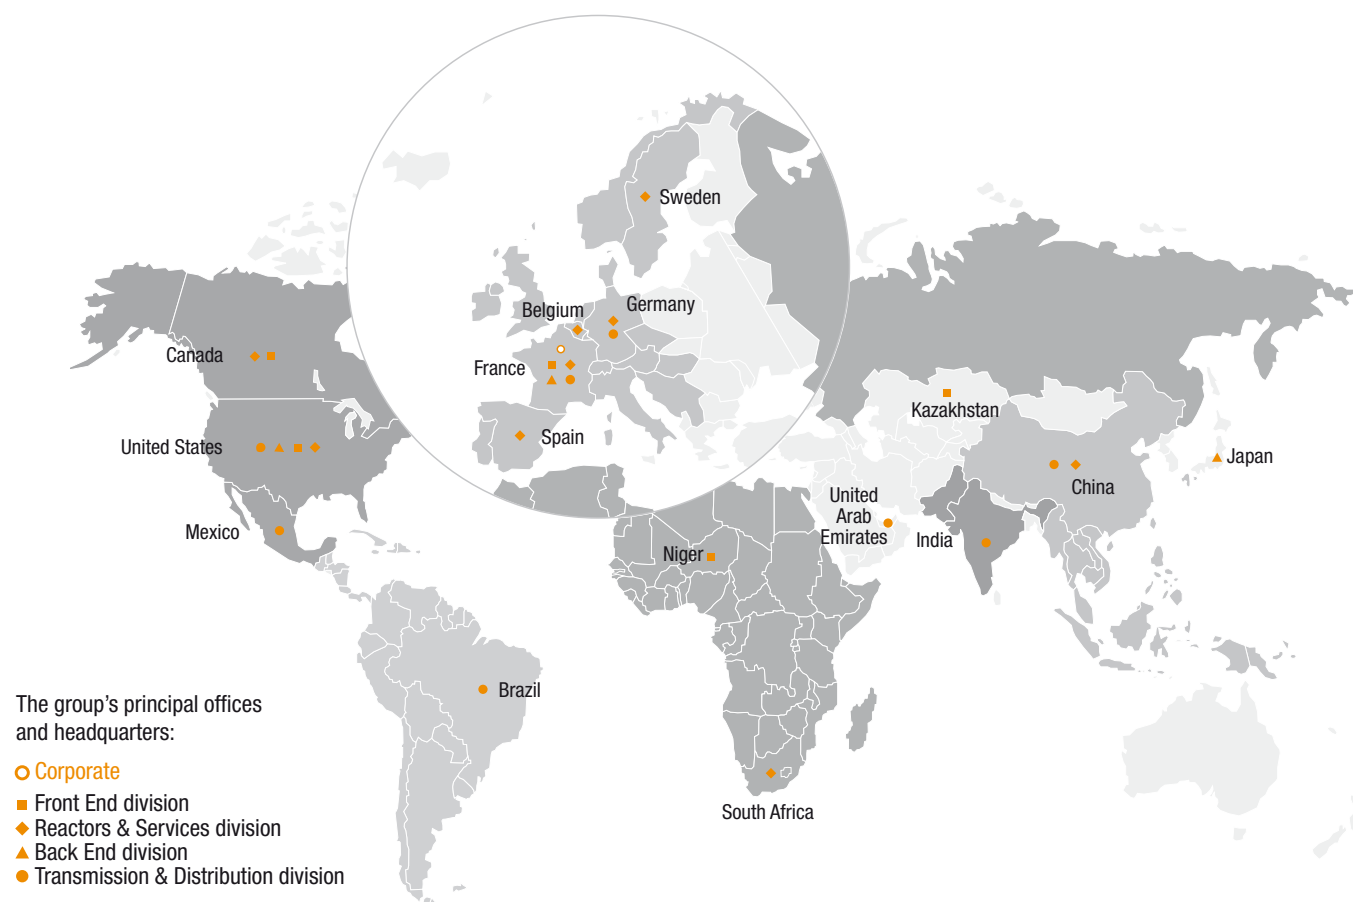 Sweden
Belgium
Germany
France
Spain
Canada
United States
Mexico
Kazakhstan
Japan
China
United
Arab
Emirates
India
Niger
Brazil
South Africa
The group's principal offices
and headquarters:
Corporate
Front End division
Reactors & Services division
Back End division
Transmission & Distribution division